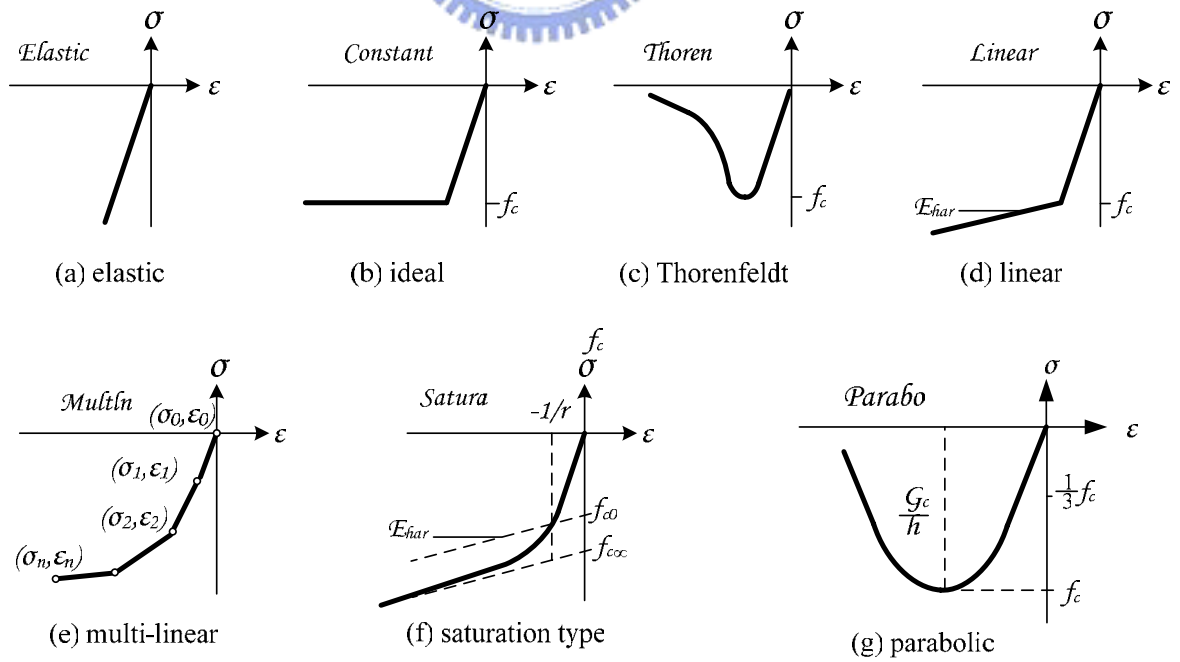 σ
Elastic
ε
(a) elastic
σ
Constant
ε
f_c
(b) ideal
σ
Thoren
ε
f_c
(c) Thorenfeldt
σ
Linear
ε
E_har
f_c
(d) linear
σ
Multln
(σ_0,ε_0)
ε
(σ_1,ε_1)
(σ_2,ε_2)
(σ_n,ε_n)
(e) multi-linear
f_c
σ
Satura
-1/r
ε
f_c0
E_har
f_c∞
(f) saturation type
σ
Parabo
ε
1/3 f_c
G_c/h
f_c
(g) parabolic